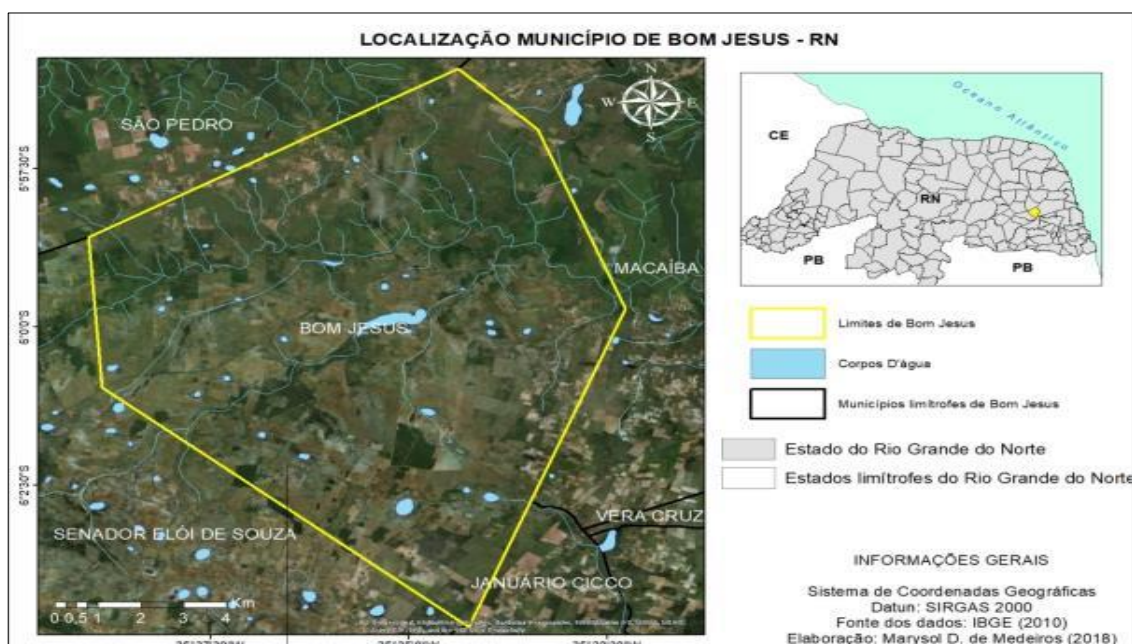 LOCALIZAÇÃO MUNICÍPIO DE BOM JESUS - RN
N
W E
S
SÃO PEDRO
MACAÍBA
BOM JESUS
VERA CRUZ
SENADOR ELÓI DE SOUZA
JANUÁRIO CICCO
5°57'30"S
6°0'0"S
6°2'30"S
0 0.5 1 2 3 4
Km
Oceano Atlântico
CE
RN
PB
PB
Limites de Bom Jesus
Corpos D'água
Municípios limítrofes de Bom Jesus
Estado do Rio Grande do Norte
Estados limítrofes do Rio Grande do Norte
INFORMAÇÕES GERAIS
Sistema de Coordenadas Geográficas
Datun: SIRGAS 2000
Fonte dos dados: IBGE (2010)
Elaboração: Marysol D. de Medeiros (2018)